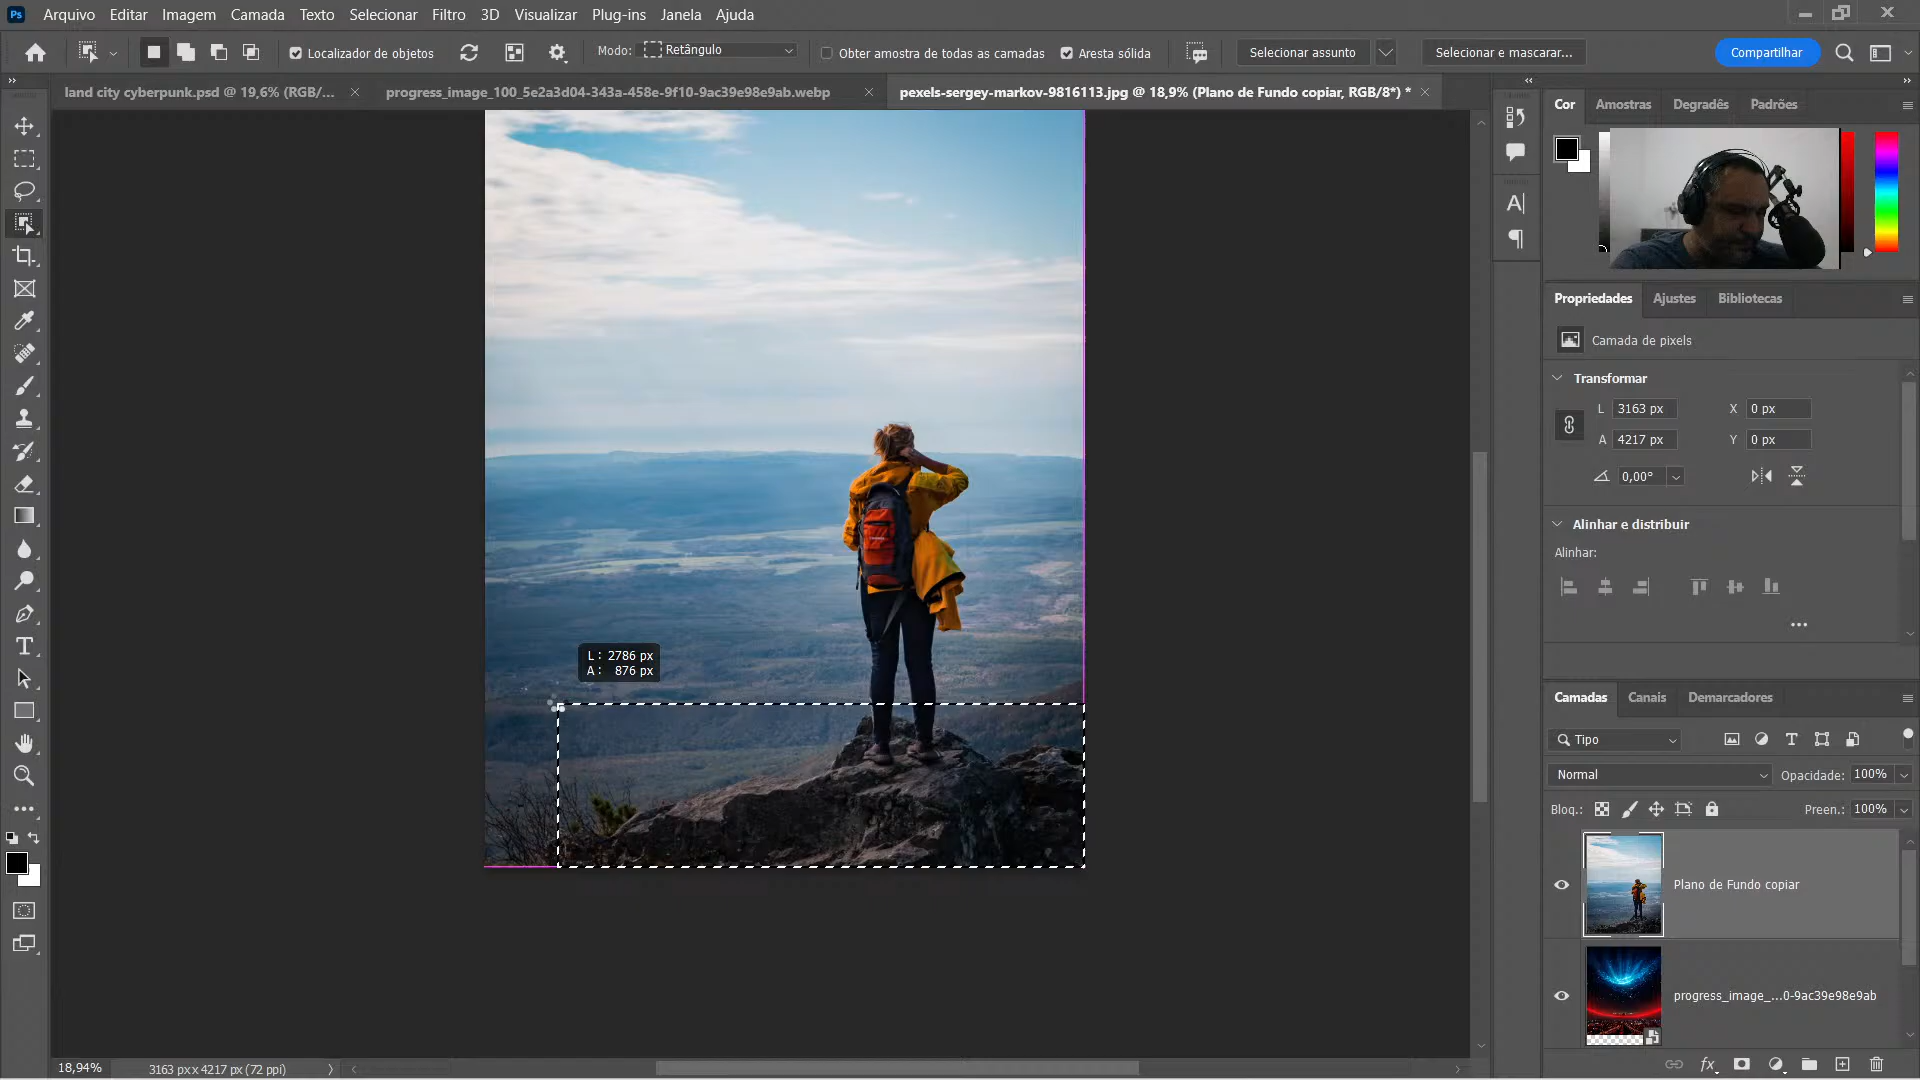 Ps Arquivo Editar Imagem Camada Texto Selecionar Filtro 3D Visualizar Plug-ins Janela Ajuda
Localizador de objetos Modo: Retângulo Obter amostra de todas as camadas Aresta sólida Selecionar assunto Selecionar e mascarar... Compartilhar
land city cyberpunk.psd @ 19,6% (RGB/... progress_image_100_5e2a3d04-343a-458e-9f10-9ac39e98e9ab.webp pexels-sergey-markov-9816113.jpg @ 18,9% (Plano de Fundo copiar, RGB/8*) *
Cor Amostras Degradês Padrões
Propriedades Ajustes Bibliotecas
Camada de pixels
Transformar
L 3163 px X 0 px
A 4217 px Y 0 px
0,00°
Alinhar e distribuir
Alinhar:
L: 2786 px
A: 876 px
Camadas Canais Demarcadores
Tipo
Normal Opacidade: 100%
Bloq.: Preen.: 100%
Plano de Fundo copiar
progress_image_...0-9ac39e98e9ab
fx
18,94% 3163 px x 4217 px (72 ppi)